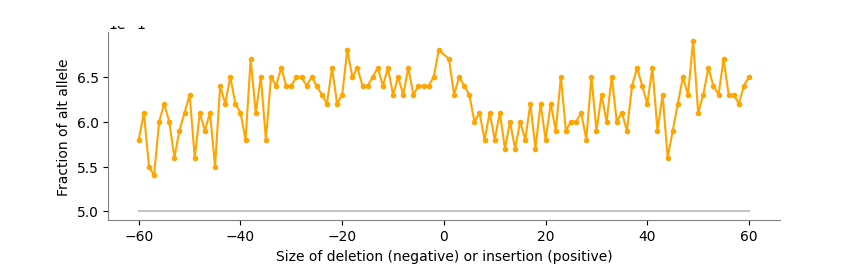 6.5
6.0
5.5
5.0
Fraction of alt allele
−60 −40 −20 0 20 40 60
Size of deletion (negative) or insertion (positive)